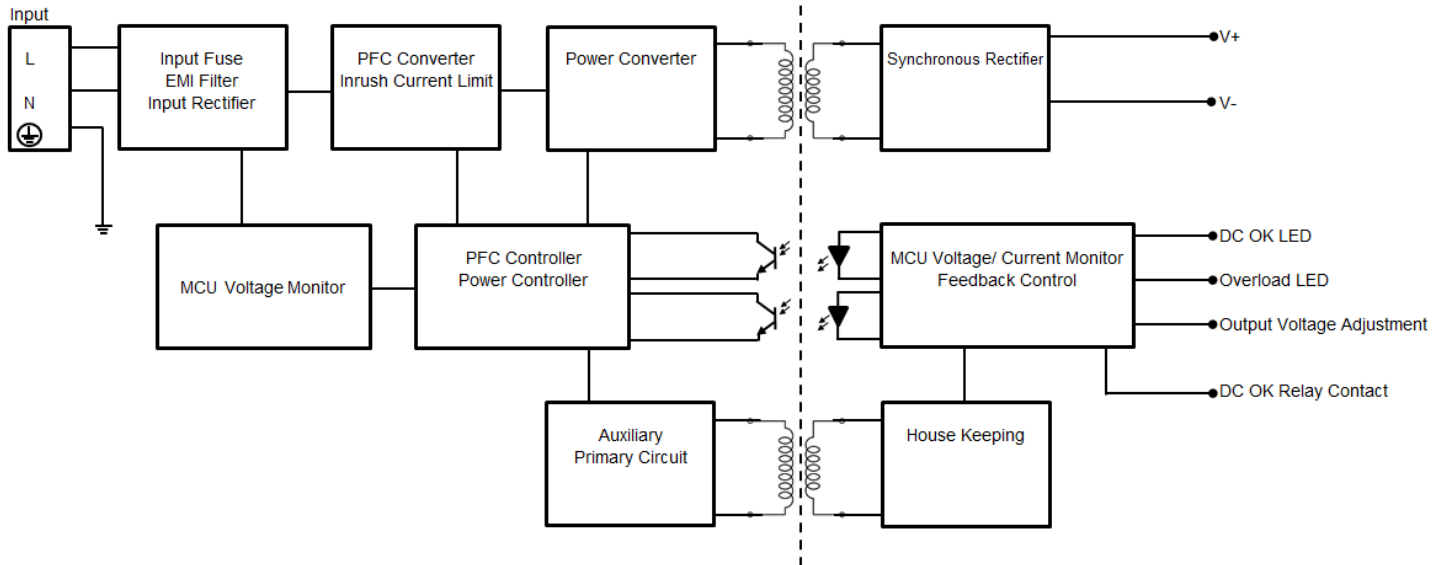 Input
L
N
Input Fuse
EMI Filter
Input Rectifier
PFC Converter
Inrush Current Limit
Power Converter
Synchronous Rectifier
V+
V-
MCU Voltage Monitor
PFC Controller
Power Controller
MCU Voltage/ Current Monitor
Feedback Control
DC OK LED
Overload LED
Output Voltage Adjustment
DC OK Relay Contact
Auxiliary
Primary Circuit
House Keeping